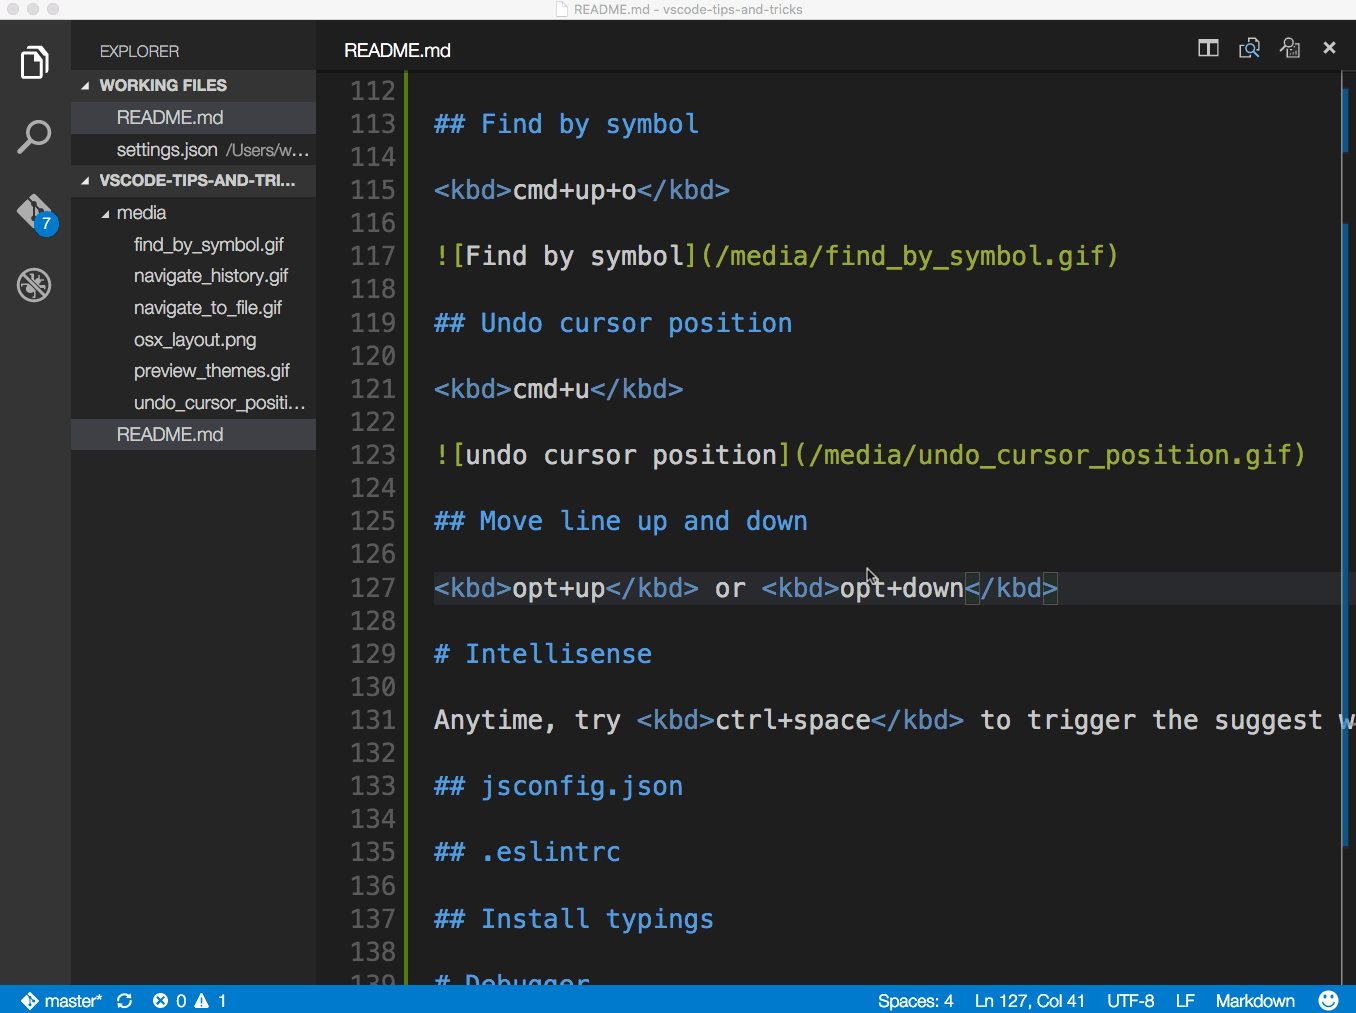 README.md - vscode-tips-and-tricks
EXPLORER
WORKING FILES
README.md
settings.json /Users/w...
VSCODE-TIPS-AND-TRI...
media
find_by_symbol.gif
navigate_history.gif
navigate_to_file.gif
osx_layout.png
preview_themes.gif
undo_cursor_positi...
README.md
7
README.md
112
113 ## Find by symbol
114
115 <kbd>cmd+up+o</kbd>
116
117 ![Find by symbol](/media/find_by_symbol.gif)
118
119 ## Undo cursor position
120
121 <kbd>cmd+u</kbd>
122
123 ![undo cursor position](/media/undo_cursor_position.gif)
124
125 ## Move line up and down
126
127 <kbd>opt+up</kbd> or <kbd>opt+down</kbd>
128
129 # Intellisense
130
131 Anytime, try <kbd>ctrl+space</kbd> to trigger the suggest w
132
133 ## jsconfig.json
134
135 ## .eslintrc
136
137 ## Install typings
138
139 # Debugger
master* 0 1 Spaces: 4 Ln 127, Col 41 UTF-8 LF Markdown